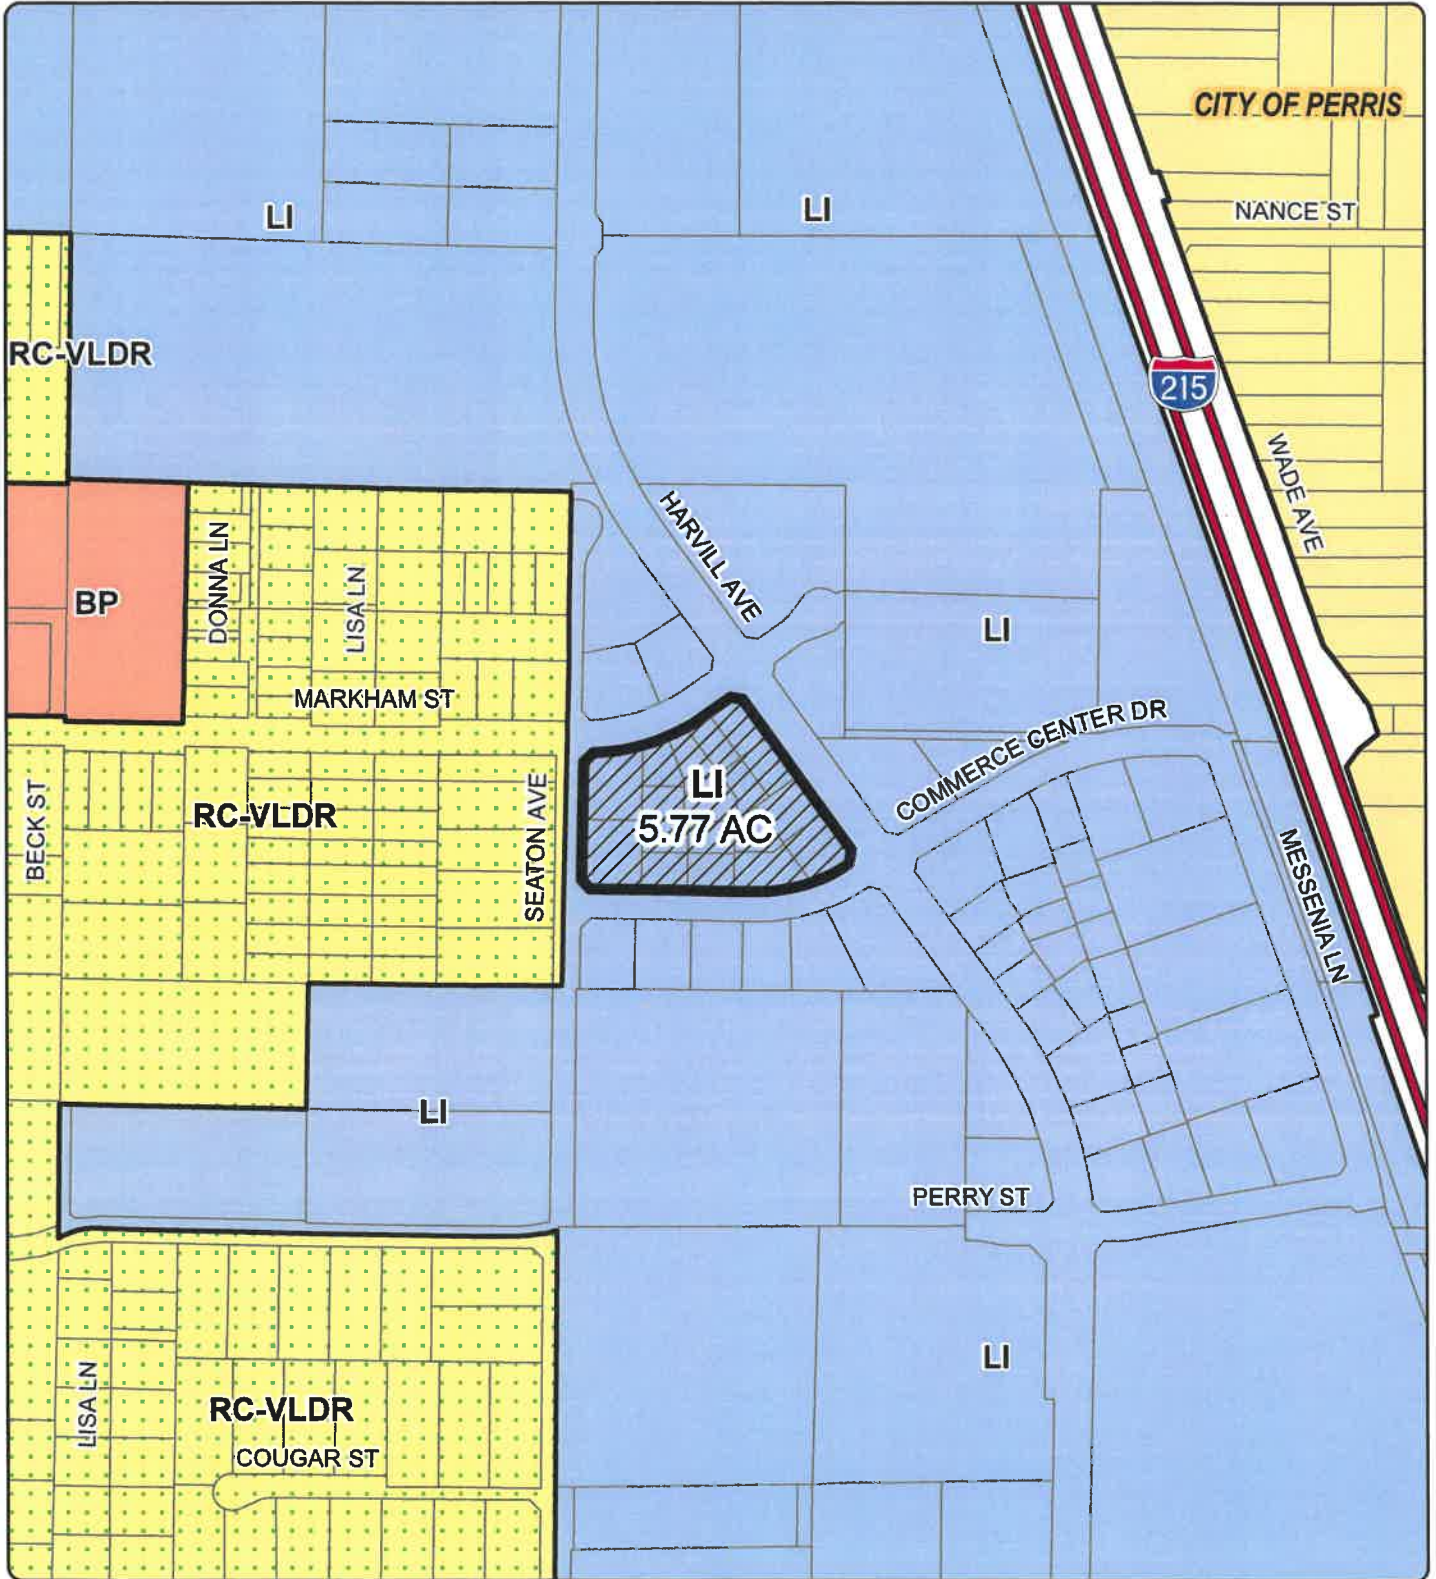 CITY OF PERRIS
NANCE ST
LI
LI
RC-VLDR
215
WADE AVE
HARVILL AVE
DONNA LN
LISA LN
BP
LI
MARKHAM ST
COMMERCE CENTER DR
LI
5.77 AC
RC-VLDR
SEATON AVE
BECK ST
MESSENIA LN
LI
PERRY ST
LI
LISA LN
RC-VLDR
COUGAR ST